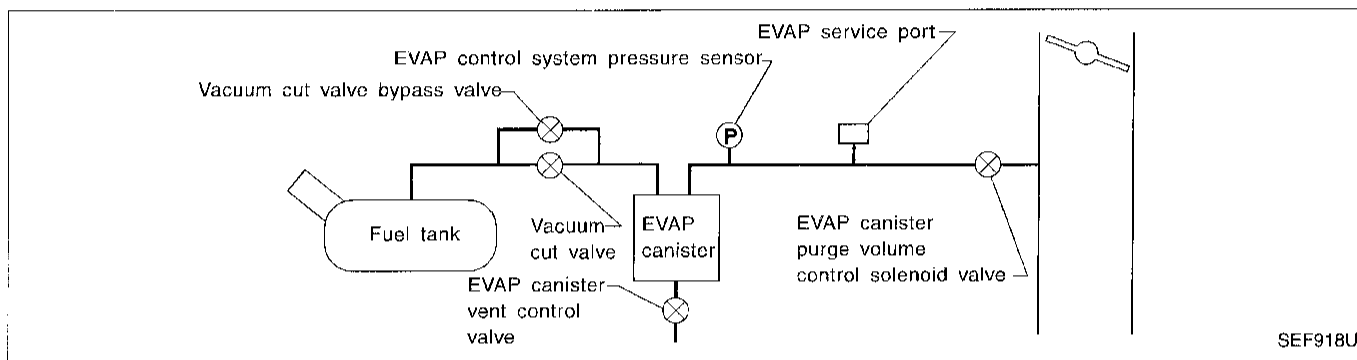 EVAP service port
EVAP control system pressure sensor
Vacuum cut valve bypass valve
P
Fuel tank
Vacuum
cut valve
EVAP
canister
EVAP canister
purge volume
control solenoid valve
EVAP canister
vent control
valve
SEF918U